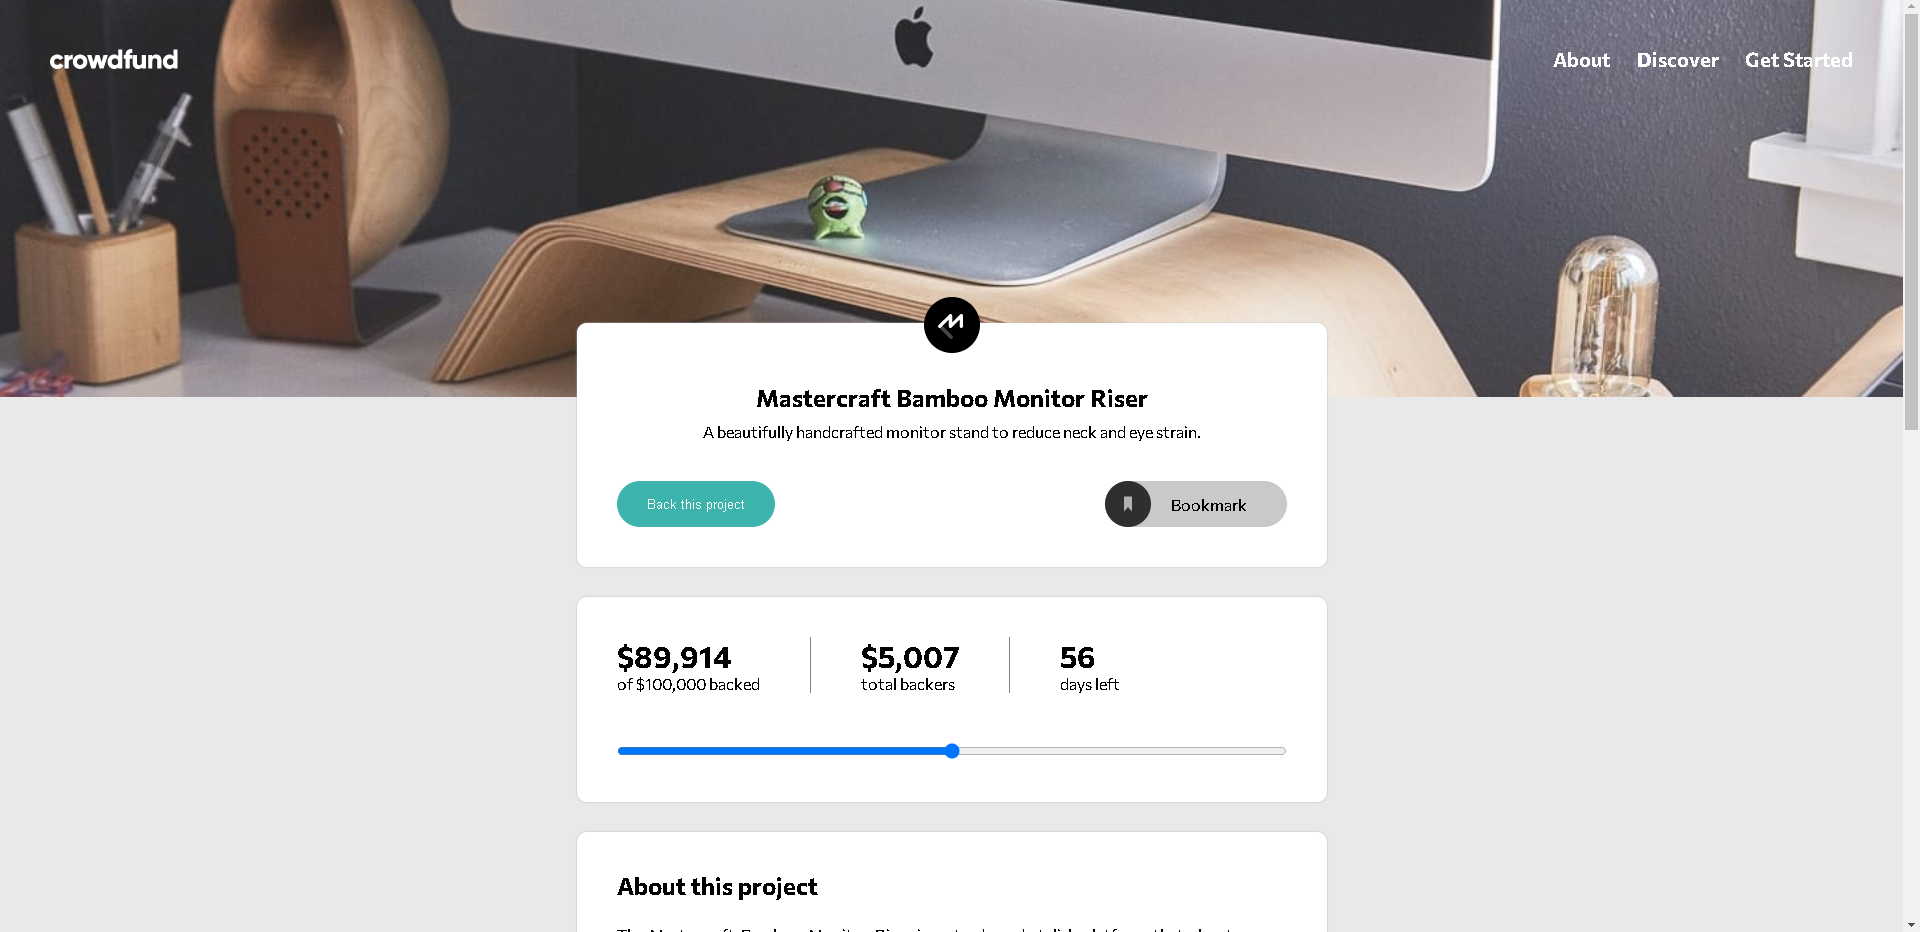 crowdfund
About Discover Get Started
Mastercraft Bamboo Monitor Riser
A beautifully handcrafted monitor stand to reduce neck and eye strain.
Back this project
Bookmark
$89,914
of $100,000 backed
$5,007
total backers
56
days left
About this project